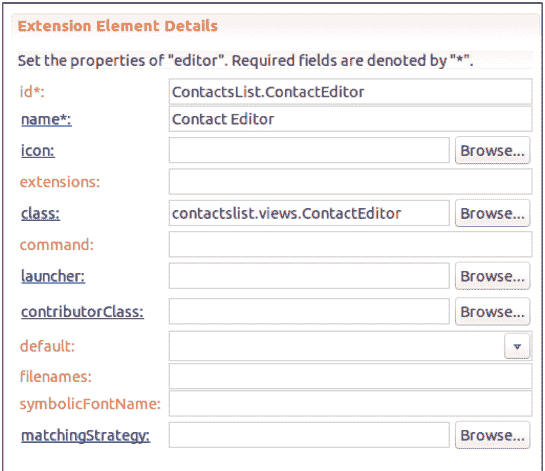 Extension Element Details
Set the properties of "editor". Required fields are denoted by "*".
id*: ContactsList.ContactEditor
name*: Contact Editor
icon: Browse...
extensions:
class: contactslist.views.ContactEditor Browse...
command:
launcher: Browse...
contributorClass: Browse...
default:
filenames:
symbolicFontName:
matchingStrategy: Browse...